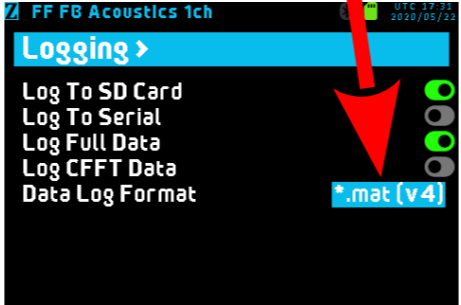 FF FB Acoustics 1ch
UTC 17:31
2020/05/22
Logging >
Log To SD Card
Log To Serial
Log Full Data
Log CFFT Data
Data Log Format *.mat (v4)